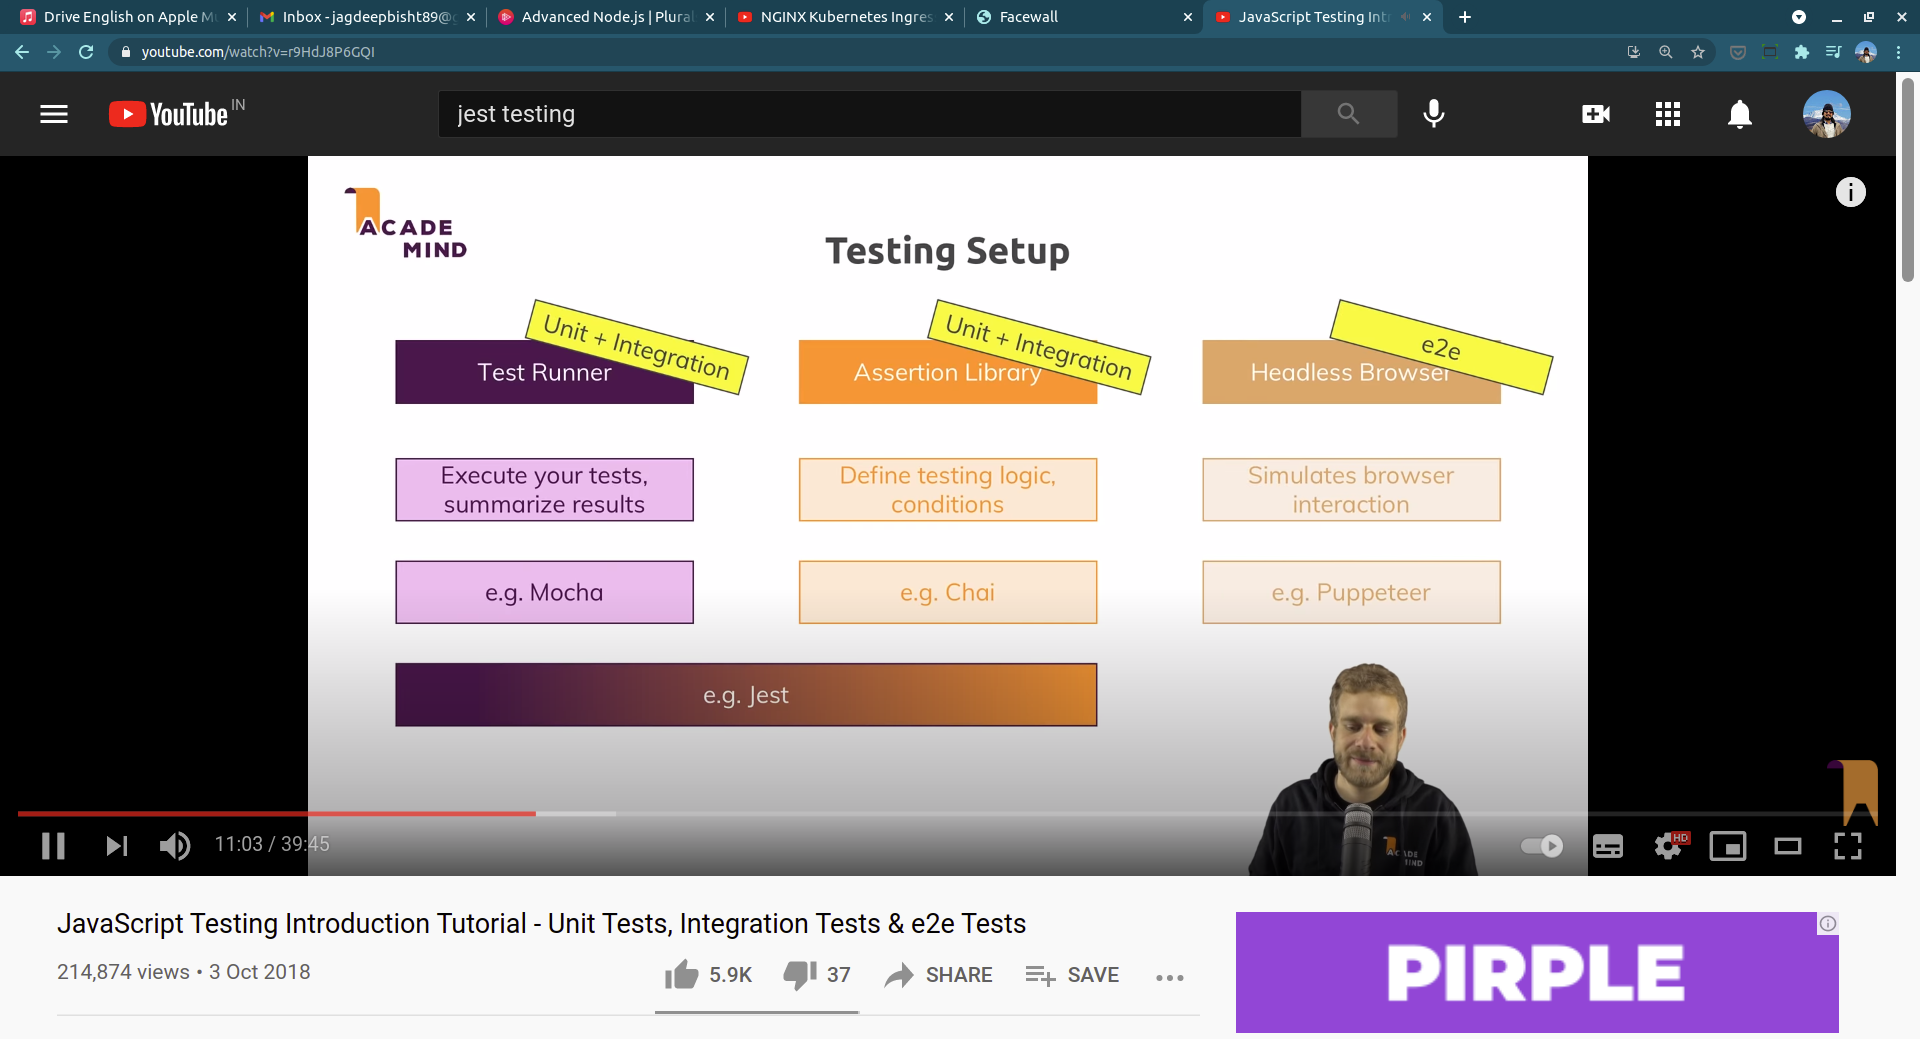 Drive English on Apple Mu
Inbox - jagdeepbisht89@g
Advanced Node.js | Plural
NGINX Kubernetes Ingres
Facewall
JavaScript Testing Intr
youtube.com/watch?v=r9HdJ8P6GQI
YouTube IN
jest testing
ACADE
MIND
Testing Setup
Unit + Integration
Unit + Integration
e2e
Test Runner
Assertion Library
Headless Browser
Execute your tests,
summarize results
Define testing logic,
conditions
Simulates browser
interaction
e.g. Mocha
e.g. Chai
e.g. Puppeteer
e.g. Jest
ACADE
MIND
11:03 / 39:45
HD
JavaScript Testing Introduction Tutorial - Unit Tests, Integration Tests & e2e Tests
214,874 views • 3 Oct 2018
5.9K
37
SHARE
SAVE
PIRPLE